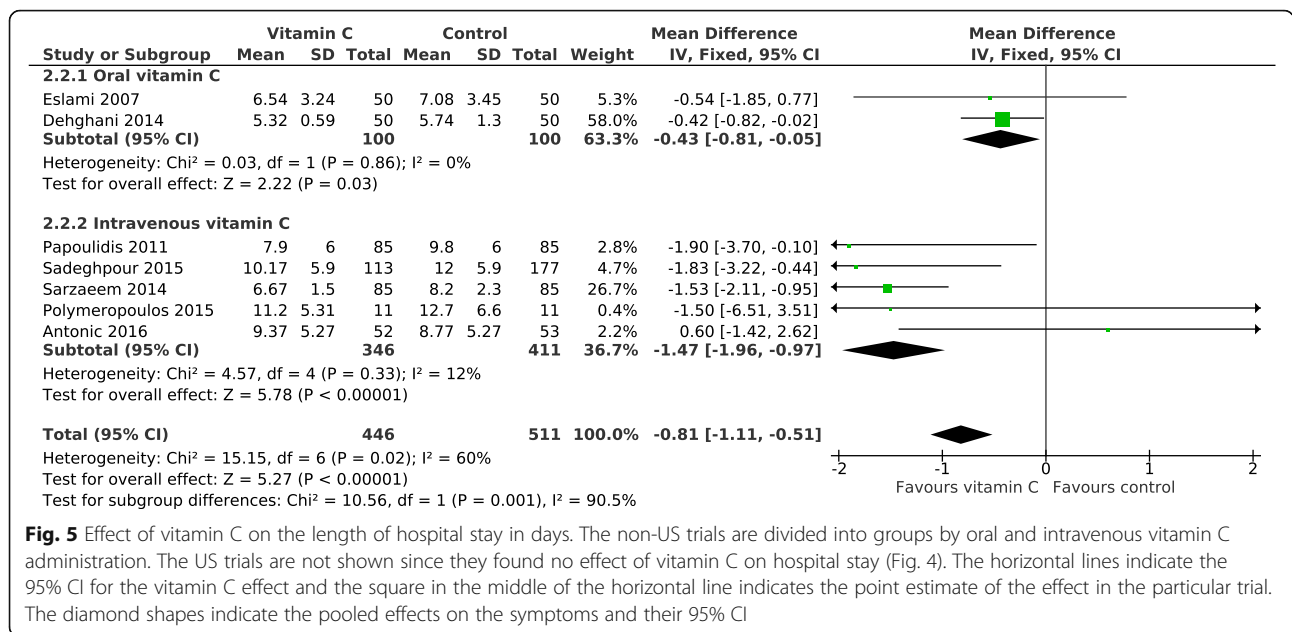 Vitamin C Control Mean Difference Mean Difference
Study or Subgroup Mean SD Total Mean SD Total Weight IV, Fixed, 95% CI IV, Fixed, 95% CI
2.2.1 Oral vitamin C
Eslami 2007 6.54 3.24 50 7.08 3.45 50 5.3% -0.54 [-1.85, 0.77]
Dehghani 2014 5.32 0.59 50 5.74 1.3 50 58.0% -0.42 [-0.82, -0.02]
Subtotal (95% CI) 100 100 63.3% -0.43 [-0.81, -0.05]
Heterogeneity: Chi² = 0.03, df = 1 (P = 0.86); I² = 0%
Test for overall effect: Z = 2.22 (P = 0.03)
2.2.2 Intravenous vitamin C
Papoulidis 2011 7.9 6 85 9.8 6 85 2.8% -1.90 [-3.70, -0.10]
Sadeghpour 2015 10.17 5.9 113 12 5.9 177 4.7% -1.83 [-3.22, -0.44]
Sarzaeem 2014 6.67 1.5 85 8.2 2.3 85 26.7% -1.53 [-2.11, -0.95]
Polymeropoulos 2015 11.2 5.31 11 12.7 6.6 11 0.4% -1.50 [-6.51, 3.51]
Antonic 2016 9.37 5.27 52 8.77 5.27 53 2.2% 0.60 [-1.42, 2.62]
Subtotal (95% CI) 346 411 36.7% -1.47 [-1.96, -0.97]
Heterogeneity: Chi² = 4.57, df = 4 (P = 0.33); I² = 12%
Test for overall effect: Z = 5.78 (P < 0.00001)
Total (95% CI) 446 511 100.0% -0.81 [-1.11, -0.51]
Heterogeneity: Chi² = 15.15, df = 6 (P = 0.02); I² = 60%
Test for overall effect: Z = 5.27 (P < 0.00001)
Test for subgroup differences: Chi² = 10.56, df = 1 (P = 0.001), I² = 90.5%
-2 -1 0 1 2
Favours vitamin C Favours control
Fig. 5 Effect of vitamin C on the length of hospital stay in days. The non-US trials are divided into groups by oral and intravenous vitamin C
administration. The US trials are not shown since they found no effect of vitamin C on hospital stay (Fig. 4). The horizontal lines indicate the
95% CI for the vitamin C effect and the square in the middle of the horizontal line indicates the point estimate of the effect in the particular trial.
The diamond shapes indicate the pooled effects on the symptoms and their 95% CI